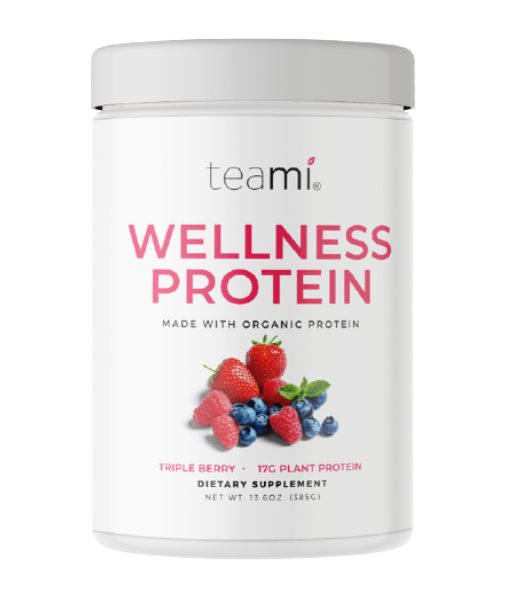 teami®
WELLNESS
PROTEIN
MADE WITH ORGANIC PROTEIN
TRIPLE BERRY · 17G PLANT PROTEIN
DIETARY SUPPLEMENT
NET WT. 13.6OZ. (385G)